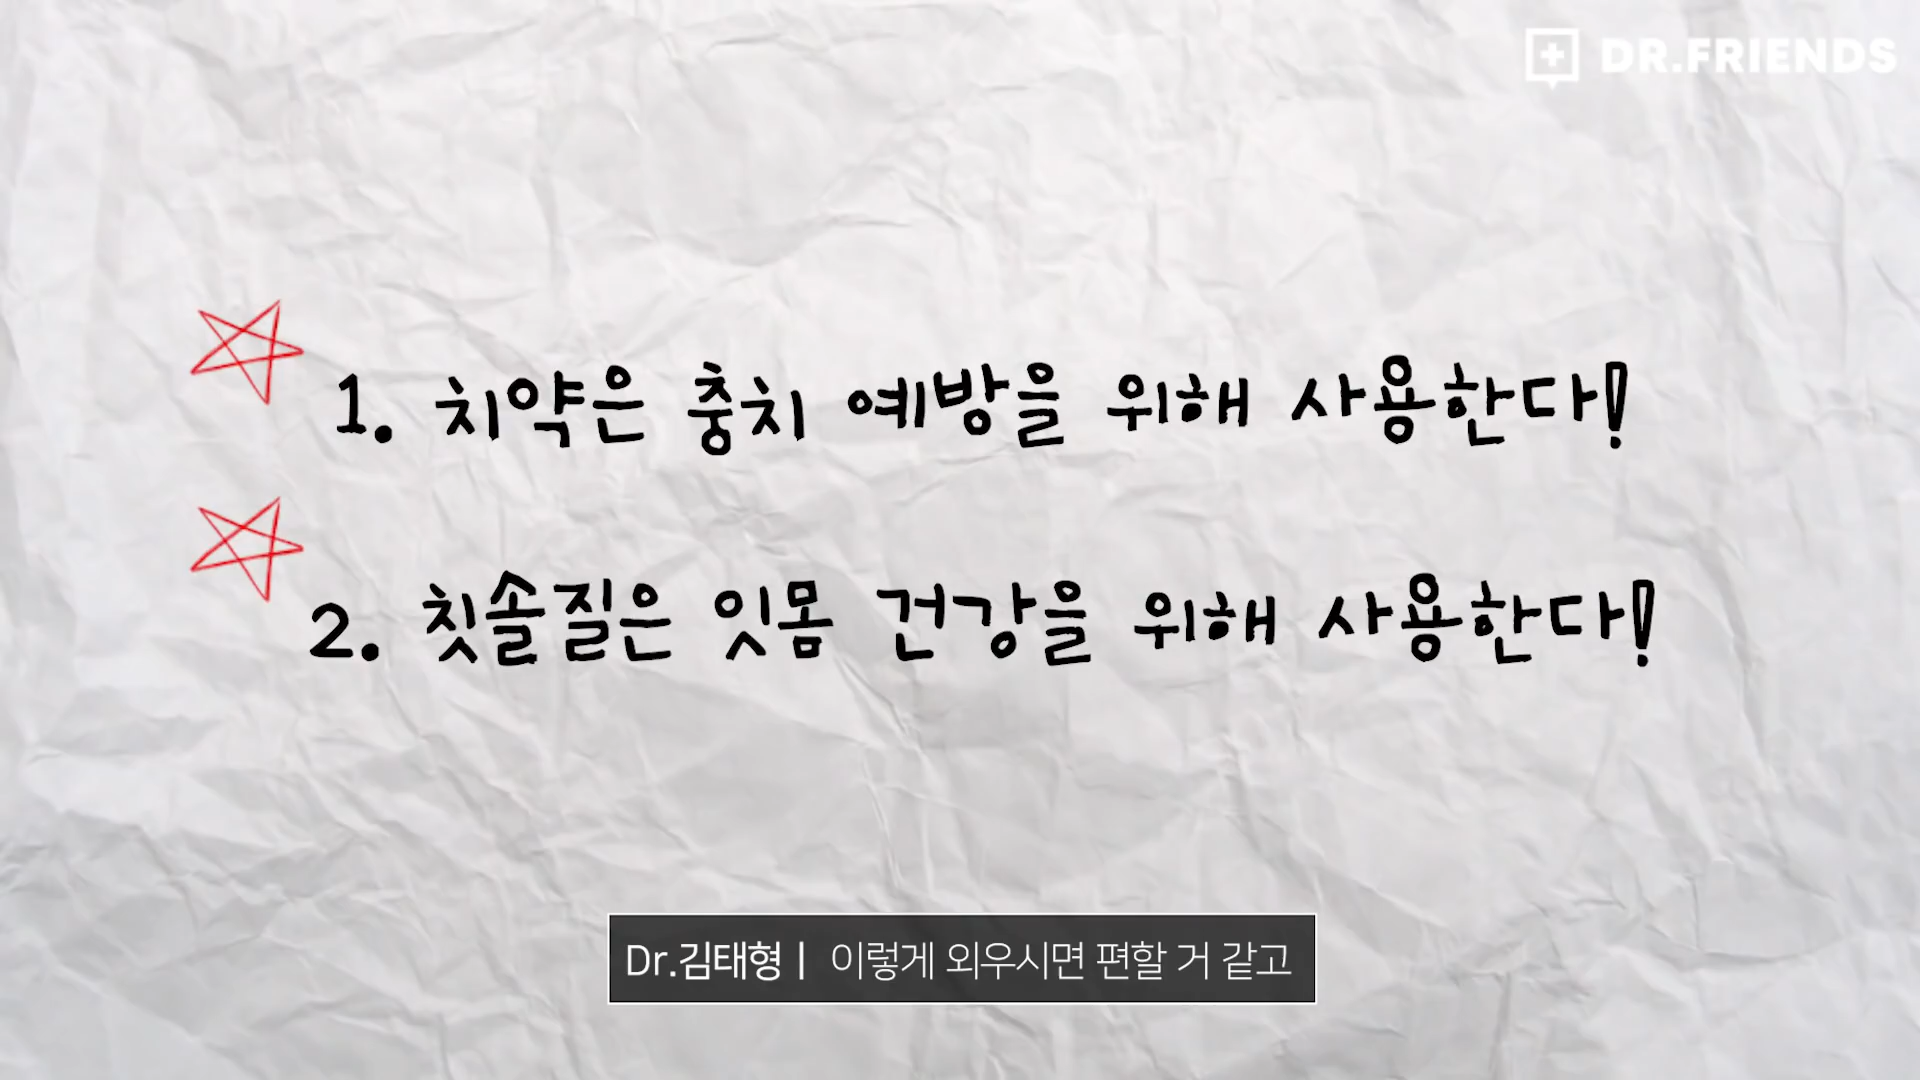 DR.FRIENDS
1. 치약은 충치 예방을 위해 사용한다!
2. 칫솔질은 잇몸 건강을 위해 사용한다!
Dr.김태형ㅣ 이렇게 외우시면 편할 거 같고